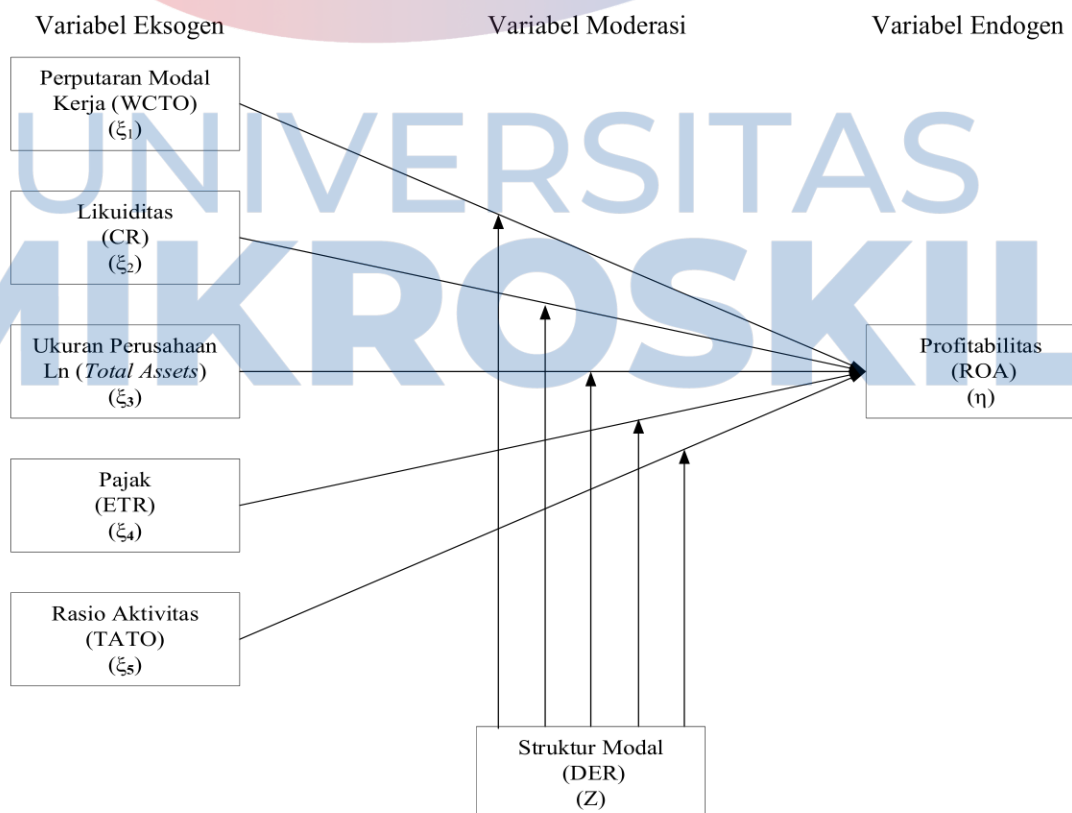 Variabel Eksogen
Variabel Moderasi
Variabel Endogen
Perputaran Modal
Kerja (WCTO)
(ξ₁)
Likuiditas
(CR)
(ξ₂)
Ukuran Perusahaan
Ln (Total Assets)
(ξ₃)
Pajak
(ETR)
(ξ₄)
Rasio Aktivitas
(TATO)
(ξ₅)
Profitabilitas
(ROA)
(η)
Struktur Modal
(DER)
(Z)
UNIVERSITAS
MIKROSKIL